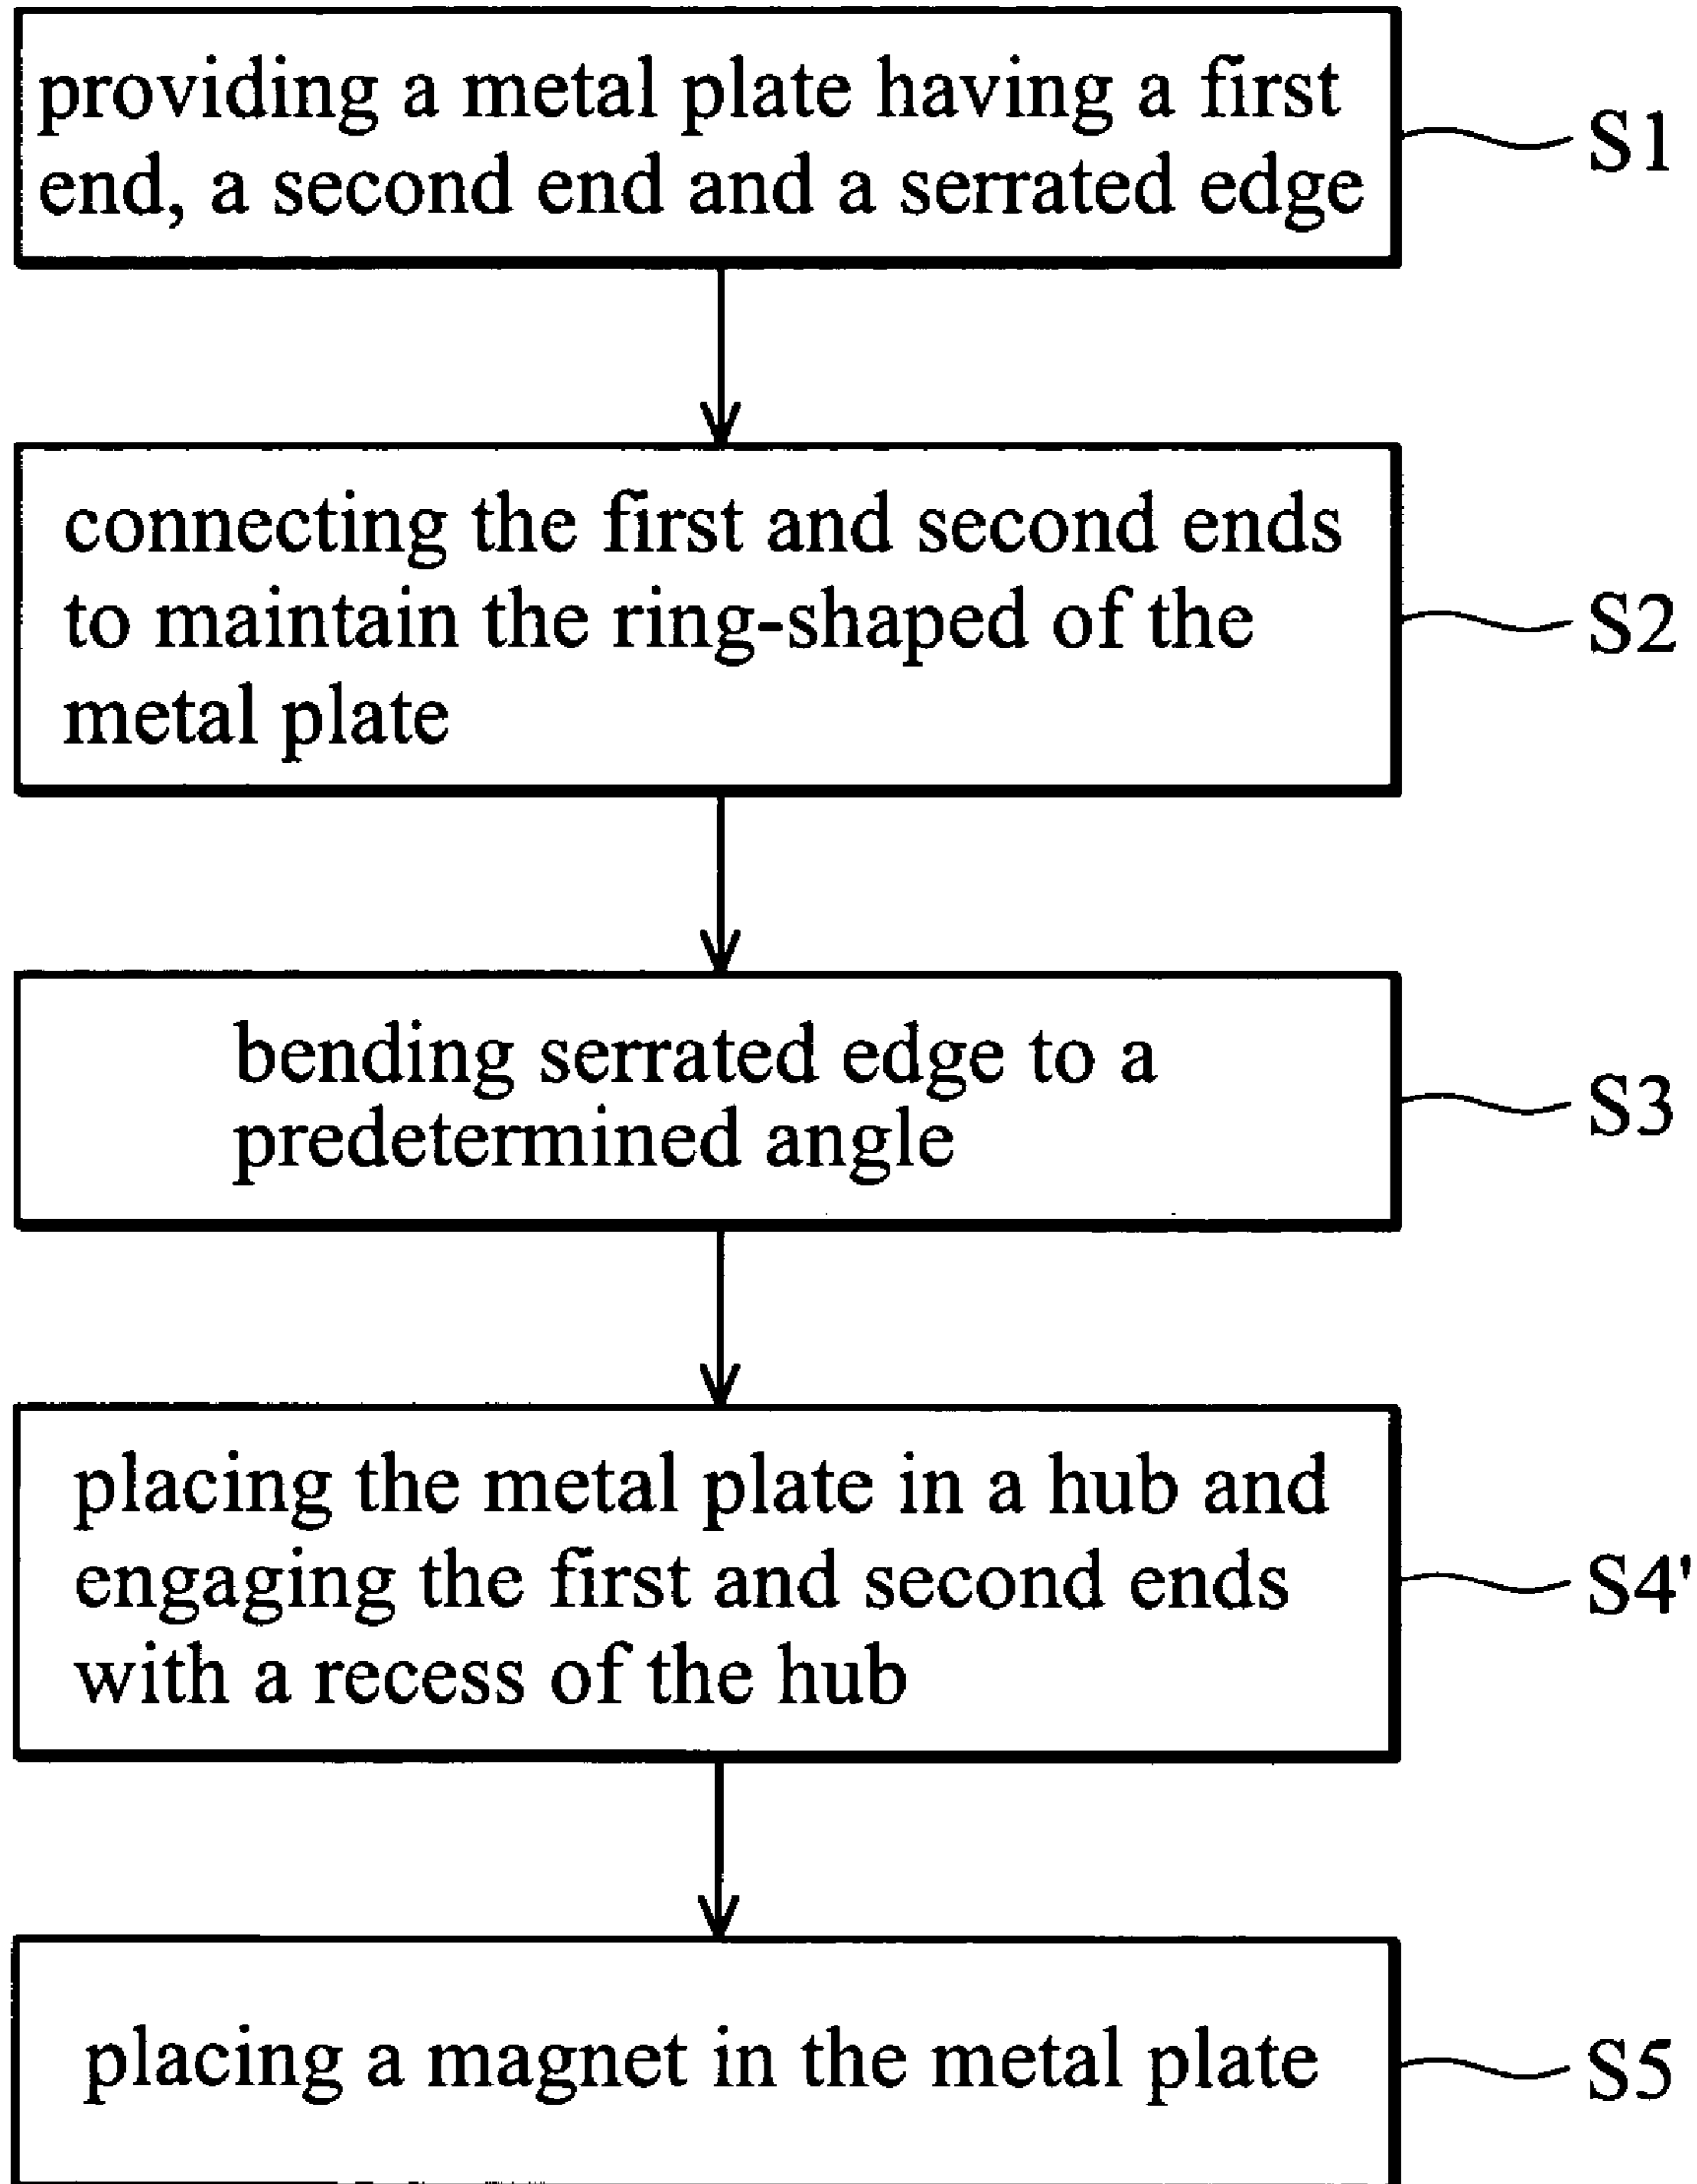 providing a metal plate having a first
end, a second end and a serrated edge
S1
connecting the first and second ends
to maintain the ring-shaped of the
metal plate
S2
bending serrated edge to a
predetermined angle
S3
placing the metal plate in a hub and
engaging the first and second ends
with a recess of the hub
S4'
placing a magnet in the metal plate
S5